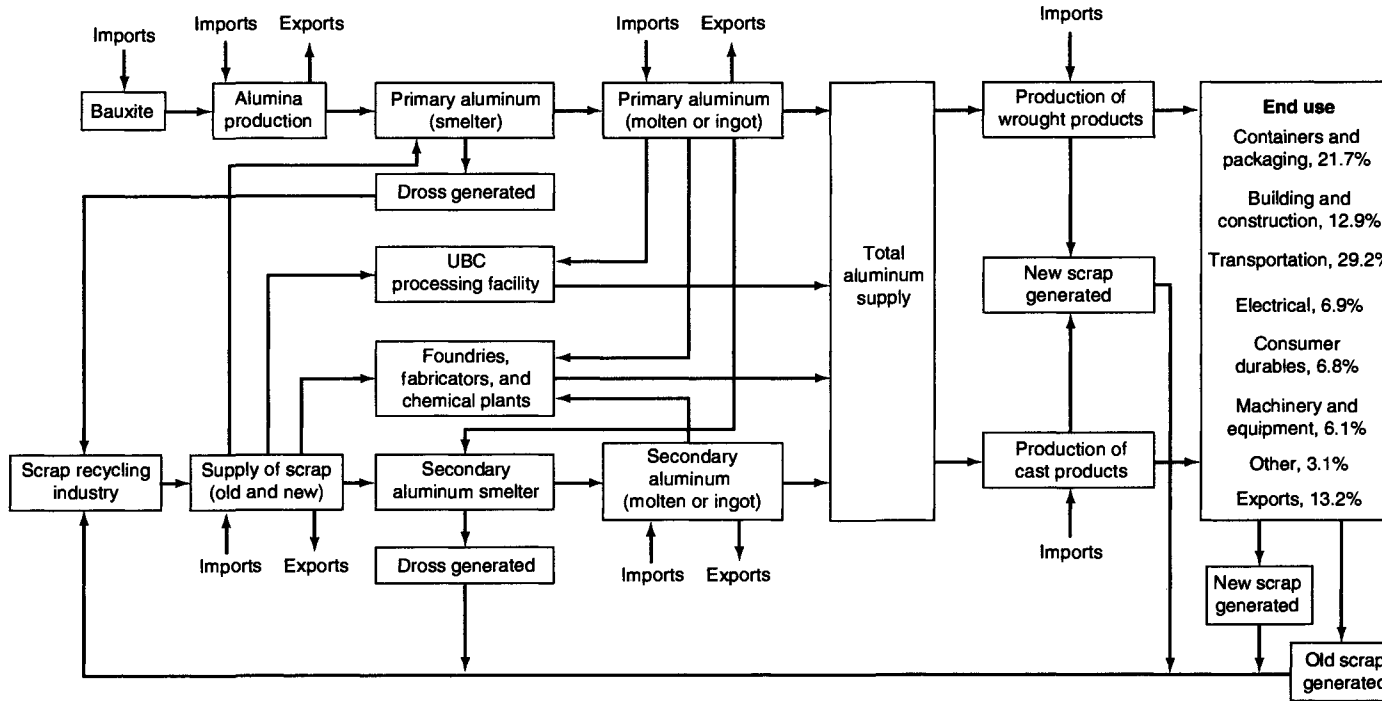 Imports
Imports
Exports
Imports
Exports
Imports
Bauxite
Alumina
production
Primary aluminum
(smelter)
Primary aluminum
(molten or ingot)
Production of
wrought products
End use
Containers and
packaging, 21.7%
Building and
construction, 12.9%
Transportation, 29.2%
Electrical, 6.9%
Consumer
durables, 6.8%
Machinery and
equipment, 6.1%
Other, 3.1%
Exports, 13.2%
Dross generated
UBC
processing facility
Total
aluminum
supply
New scrap
generated
Foundries,
fabricators, and
chemical plants
Scrap recycling
industry
Supply of scrap
(old and new)
Secondary
aluminum smelter
Secondary
aluminum
(molten or ingot)
Production of
cast products
Imports
Exports
Dross generated
Imports
Exports
Imports
New scrap
generated
Old scrap
generated